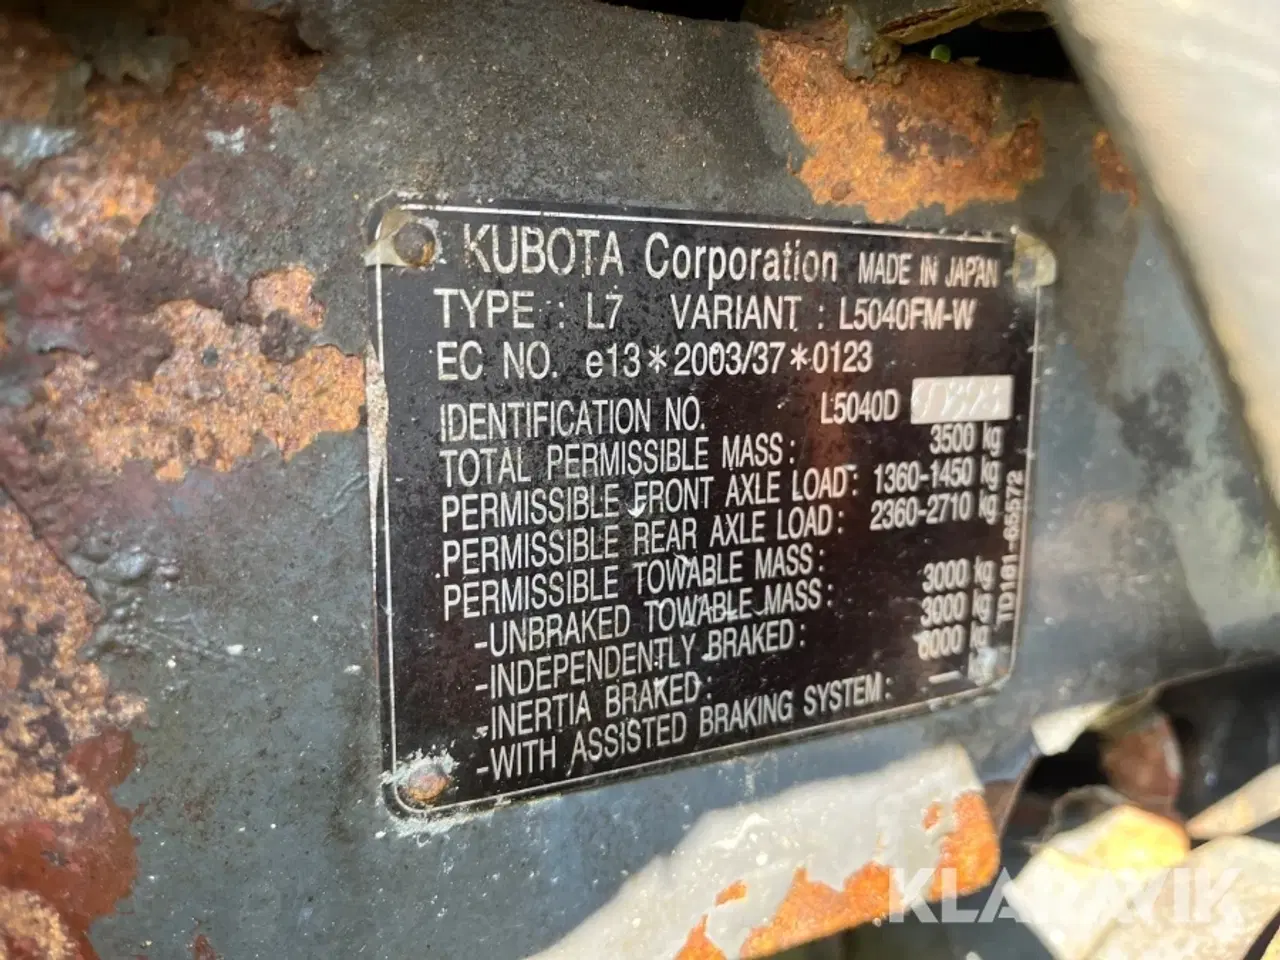 KUBOTA Corporation MADE IN JAPAN
TYPE : L7 VARIANT : L5040FM-W
EC NO. e13*2003/37*0123
IDENTIFICATION NO. L5040D
TOTAL PERMISSIBLE MASS: 3500 kg
PERMISSIBLE FRONT AXLE LOAD: 1360-1450 kg
PERMISSIBLE REAR AXLE LOAD: 2360-2710 kg
PERMISSIBLE TOWABLE MASS:
-UNBRAKED TOWABLE MASS: 3000 kg
-INDEPENDENTLY BRAKED: 3000 kg
-INERTIA BRAKED: 6000 kg
-WITH ASSISTED BRAKING SYSTEM: — kg
TD161-65572
KLARAVIK